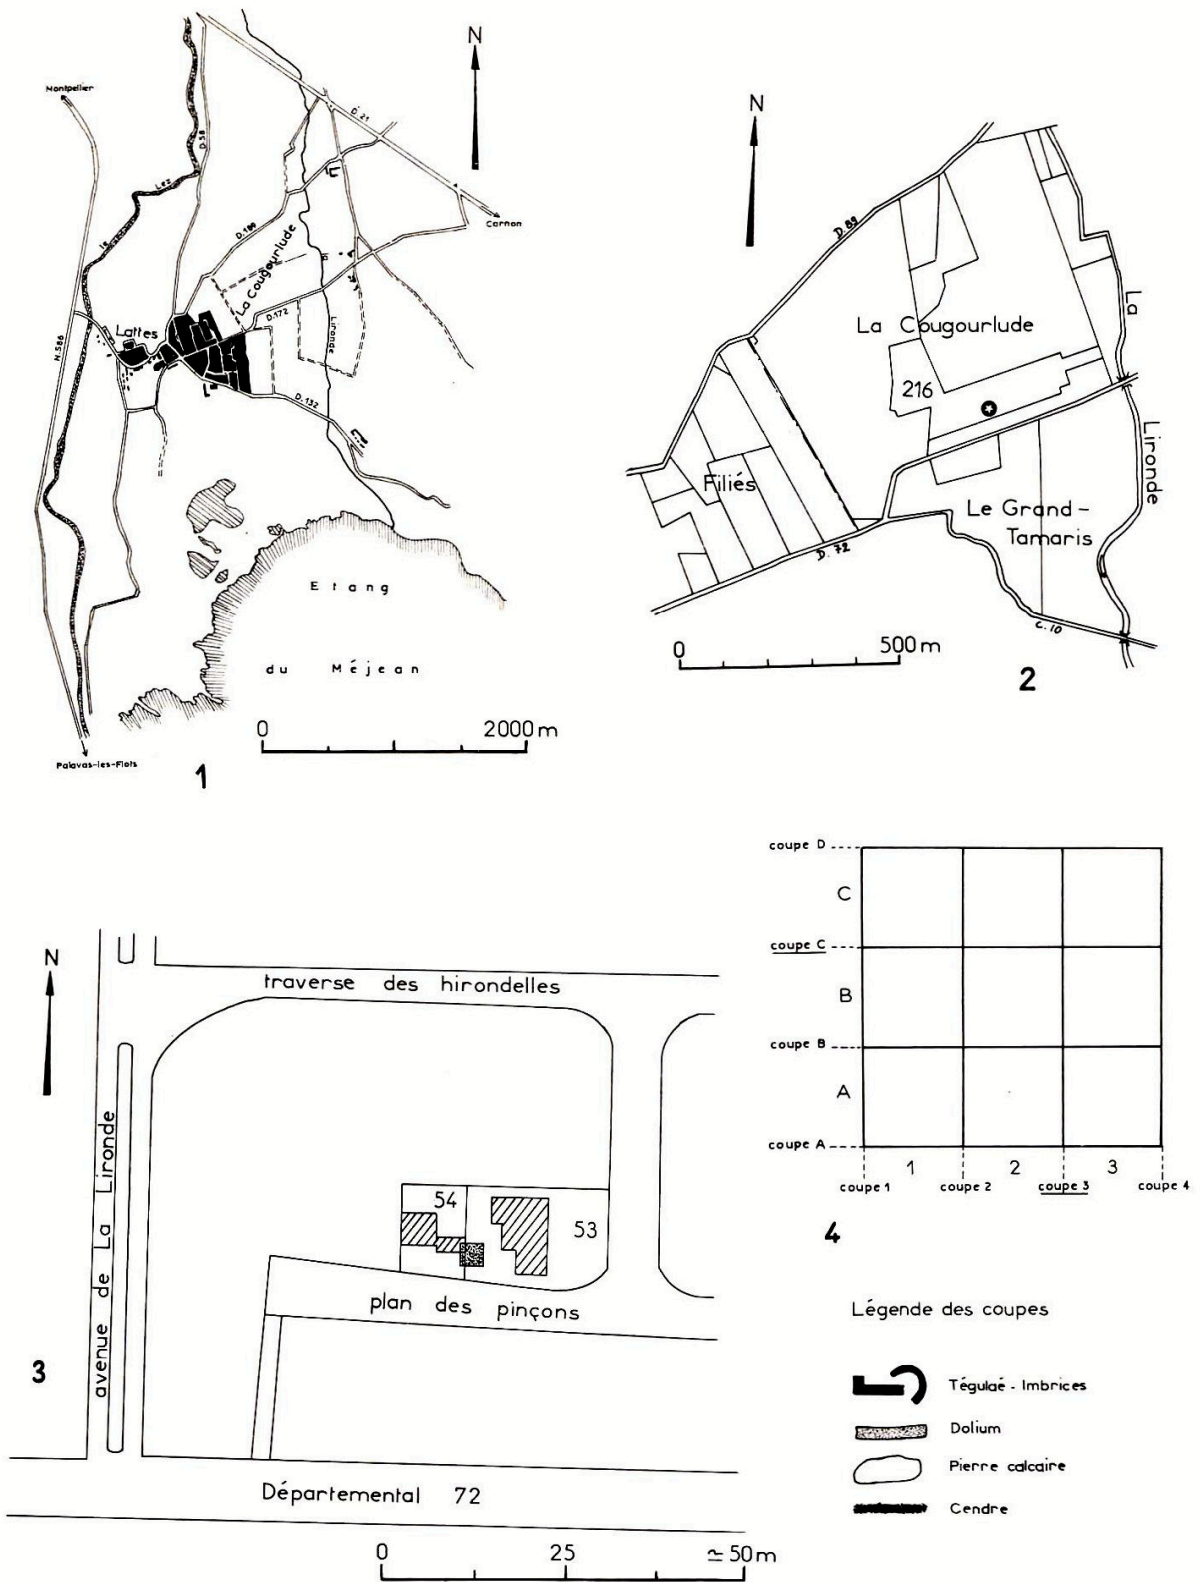 N
Montpellier
D.21
D.58
Lez
le
Carnon
D.189
La Cougourlude
la
Lattes
D.172
Lironde
N.586
D.132
Etang
du Méjean
0 2000 m
Palavas-les-Flots
1
N
D. 89
La
La Cougourlude
216
Lironde
Filiés
Le Grand-
Tamaris
D. 72
C. 10
0 500 m
2
N
traverse des hirondelles
avenue de La Lironde
54
53
plan des pinçons
3
Départemental 72
0 25 ≃ 50 m
coupe D
C
coupe C
B
coupe B
A
coupe A
1 2 3
coupe 1 coupe 2 coupe 3 coupe 4
4
Légende des coupes
Tégulaé - Imbrices
Dolium
Pierre calcaire
Cendre